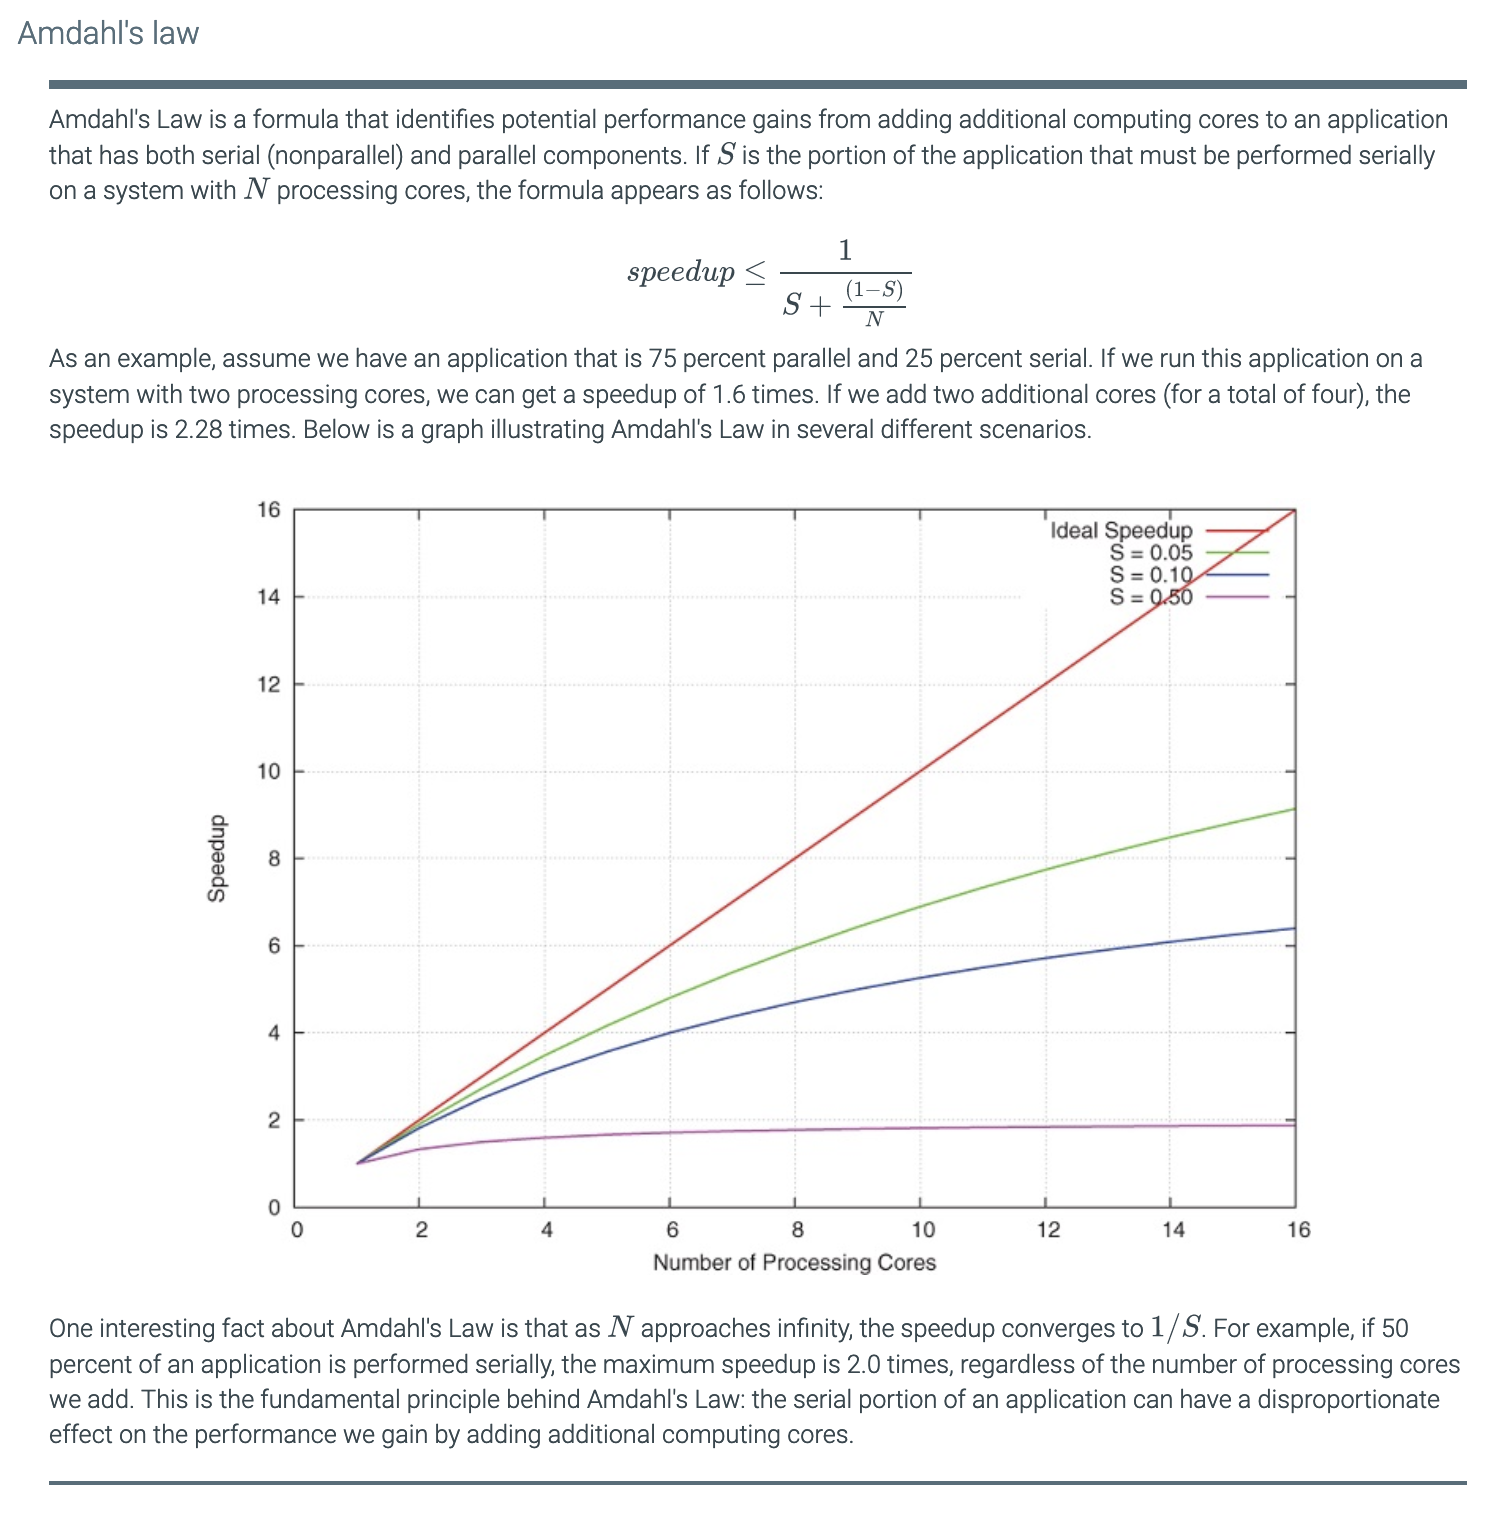 Amdahl's law
Amdahl's Law is a formula that identifies potential performance gains from adding additional computing cores to an application
that has both serial (nonparallel) and parallel components. If S is the portion of the application that must be performed serially
on a system with N processing cores, the formula appears as follows:
speedup ≤ 1 / (S + (1−S)/N)
As an example, assume we have an application that is 75 percent parallel and 25 percent serial. If we run this application on a
system with two processing cores, we can get a speedup of 1.6 times. If we add two additional cores (for a total of four), the
speedup is 2.28 times. Below is a graph illustrating Amdahl's Law in several different scenarios.
16
Ideal Speedup
S = 0.05
S = 0.10
14
S = 0.50
12
10
Speedup
8
6
4
2
0
0 2 4 6 8 10 12 14 16
Number of Processing Cores
One interesting fact about Amdahl's Law is that as N approaches infinity, the speedup converges to 1/S. For example, if 50
percent of an application is performed serially, the maximum speedup is 2.0 times, regardless of the number of processing cores
we add. This is the fundamental principle behind Amdahl's Law: the serial portion of an application can have a disproportionate
effect on the performance we gain by adding additional computing cores.